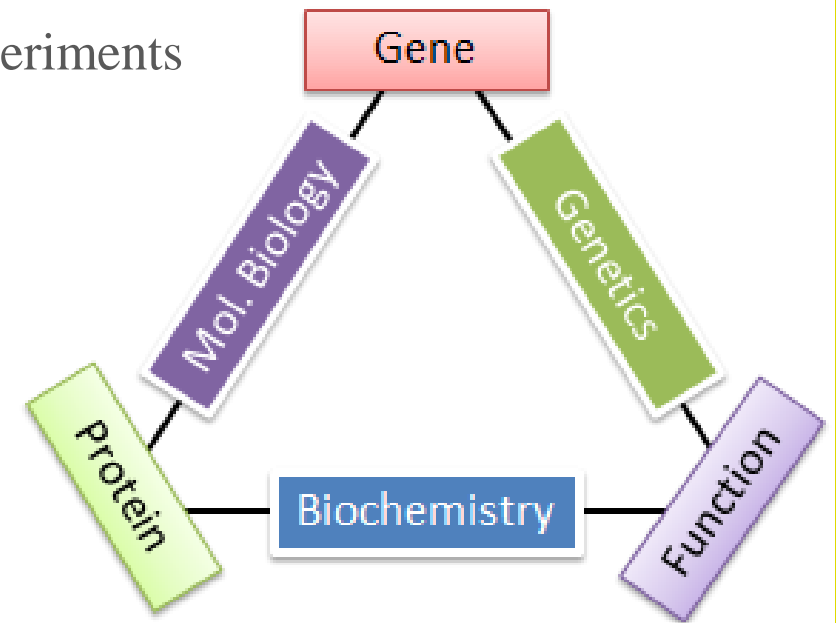 eriments
Gene
Mol. Biology
Genetics
Protein
Biochemistry
Function